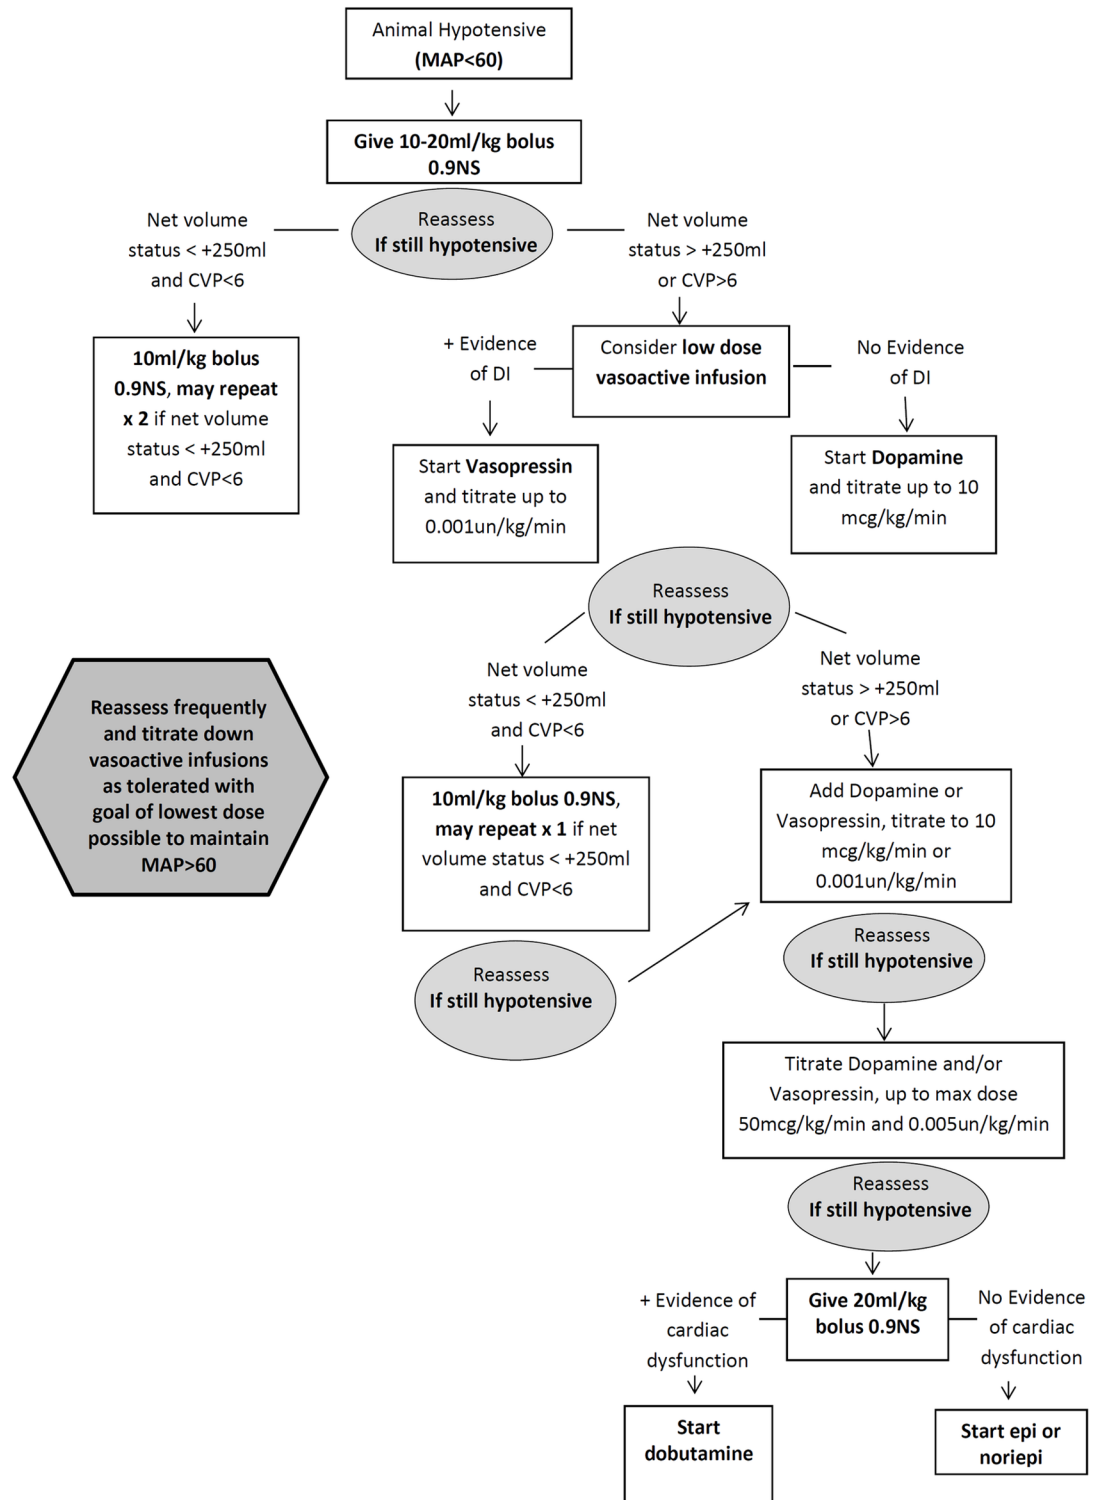 Animal Hypotensive
(MAP<60)
Give 10-20ml/kg bolus
0.9NS
Reassess
If still hypotensive
Net volume
status < +250ml
and CVP<6
Net volume
status > +250ml
or CVP>6
10ml/kg bolus
0.9NS, may repeat
x 2 if net volume
status < +250ml
and CVP<6
+ Evidence
of DI
Consider low dose
vasoactive infusion
No Evidence
of DI
Start Vasopressin
and titrate up to
0.001un/kg/min
Start Dopamine
and titrate up to 10
mcg/kg/min
Reassess
If still hypotensive
Net volume
status < +250ml
and CVP<6
Net volume
status > +250ml
or CVP>6
Reassess frequently
and titrate down
vasoactive infusions
as tolerated with
goal of lowest dose
possible to maintain
MAP>60
10ml/kg bolus 0.9NS,
may repeat x 1 if net
volume status < +250ml
and CVP<6
Add Dopamine or
Vasopressin, titrate to 10
mcg/kg/min or
0.001un/kg/min
Reassess
If still hypotensive
Reassess
If still hypotensive
Titrate Dopamine and/or
Vasopressin, up to max dose
50mcg/kg/min and 0.005un/kg/min
Reassess
If still hypotensive
+ Evidence of
cardiac
dysfunction
Give 20ml/kg
bolus 0.9NS
No Evidence
of cardiac
dysfunction
Start
dobutamine
Start epi or
noriepi